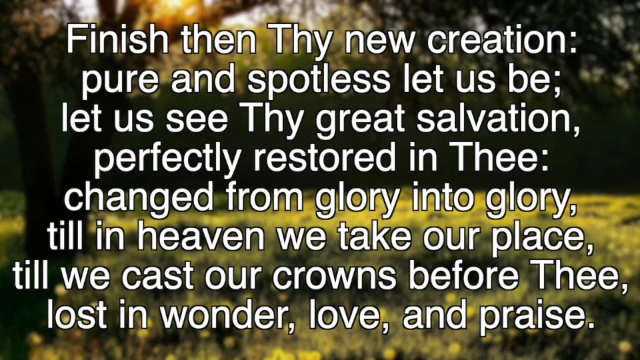 Finish then Thy new creation:
pure and spotless let us be;
let us see Thy great salvation,
perfectly restored in Thee:
changed from glory into glory,
till in heaven we take our place,
till we cast our crowns before Thee,
lost in wonder, love, and praise.